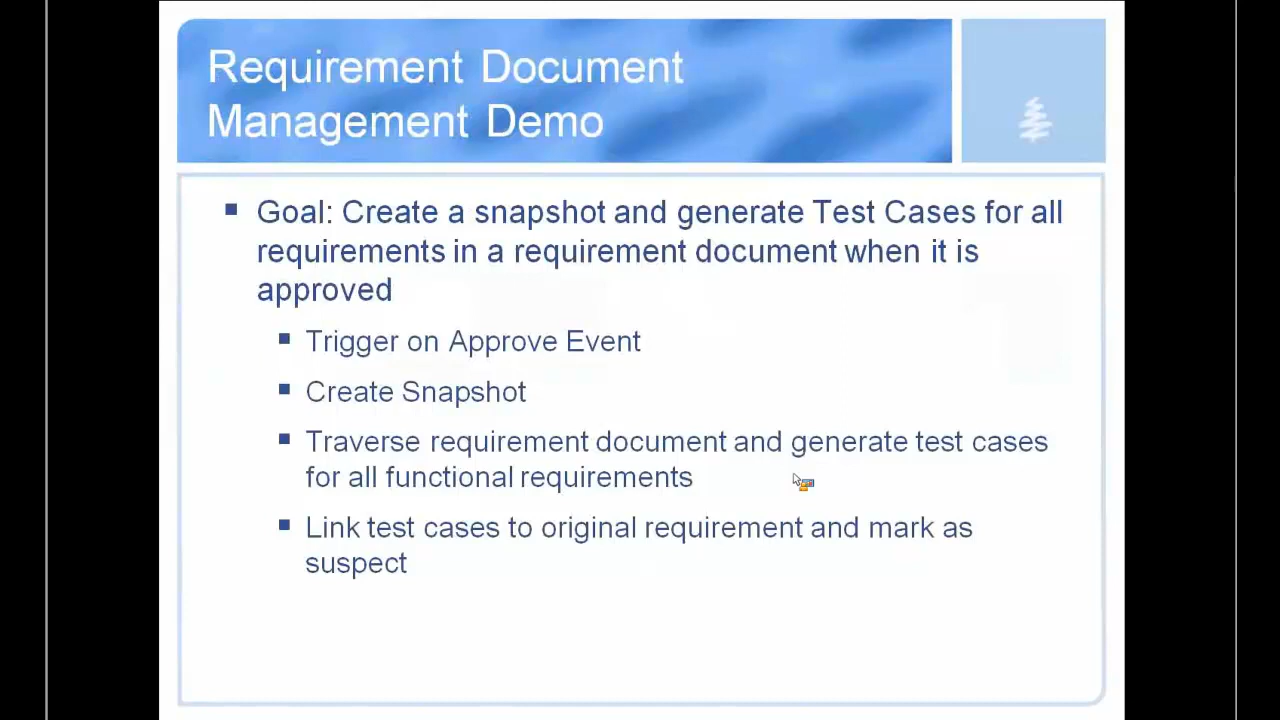 Requirement Document
Management Demo
Goal: Create a snapshot and generate Test Cases for all
requirements in a requirement document when it is
approved
Trigger on Approve Event
Create Snapshot
Traverse requirement document and generate test cases
for all functional requirements
Link test cases to original requirement and mark as
suspect